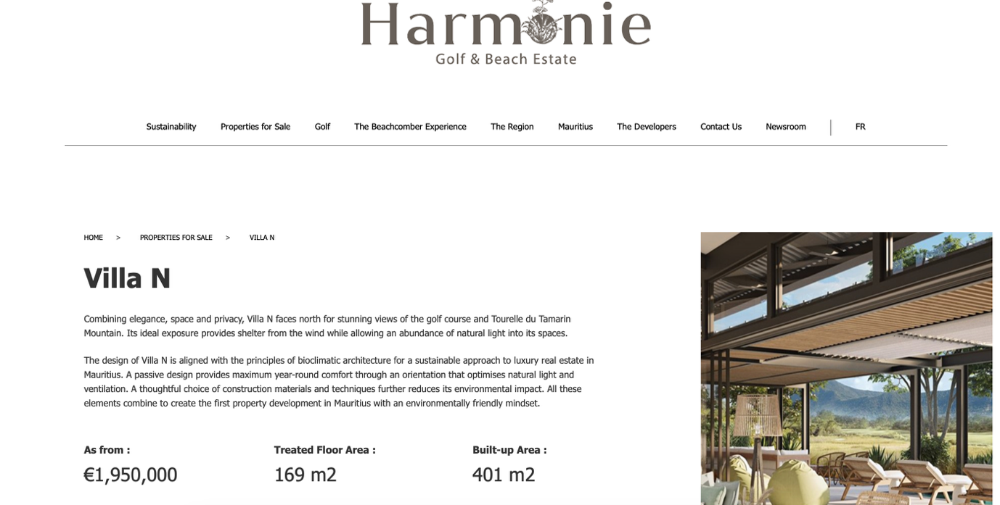 Harmonie
Golf & Beach Estate
Sustainability Properties for Sale Golf The Beachcomber Experience The Region Mauritius The Developers Contact Us Newsroom FR
HOME > PROPERTIES FOR SALE > VILLA N
Villa N
Combining elegance, space and privacy, Villa N faces north for stunning views of the golf course and Tourelle du Tamarin
Mountain. Its ideal exposure provides shelter from the wind while allowing an abundance of natural light into its spaces.
The design of Villa N is aligned with the principles of bioclimatic architecture for a sustainable approach to luxury real estate in
Mauritius. A passive design provides maximum year-round comfort through an orientation that optimises natural light and
ventilation. A thoughtful choice of construction materials and techniques further reduces its environmental impact. All these
elements combine to create the first property development in Mauritius with an environmentally friendly mindset.
As from : Treated Floor Area : Built-up Area :
€1,950,000 169 m2 401 m2